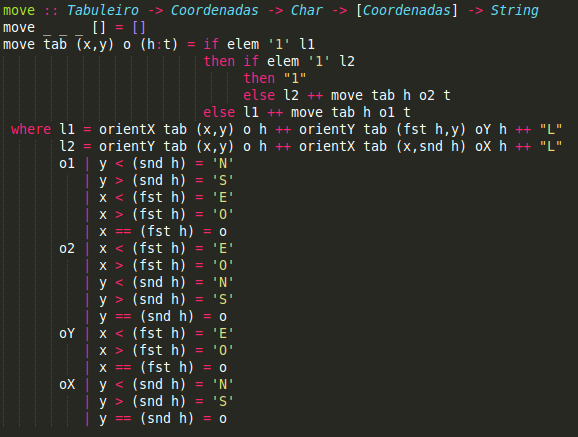 move :: Tabuleiro -> Coordenadas -> Char -> [Coordenadas] -> String
move _ _ _ [] = []
move tab (x,y) o (h:t) = if elem '1' l1
                         then if elem '1' l2
                              then "1"
                              else l2 ++ move tab h o2 t
                         else l1 ++ move tab h o1 t
 where l1 = orientX tab (x,y) o h ++ orientY tab (fst h,y) oY h ++ "L"
       l2 = orientY tab (x,y) o h ++ orientX tab (x,snd h) oX h ++ "L"
       o1 | y < (snd h) = 'N'
          | y > (snd h) = 'S'
          | x < (fst h) = 'E'
          | x > (fst h) = 'O'
          | x == (fst h) = o
       o2 | x < (fst h) = 'E'
          | x > (fst h) = 'O'
          | y < (snd h) = 'N'
          | y > (snd h) = 'S'
          | y == (snd h) = o
       oY | x < (fst h) = 'E'
          | x > (fst h) = 'O'
          | x == (fst h) = o
       oX | y < (snd h) = 'N'
          | y > (snd h) = 'S'
          | y == (snd h) = o